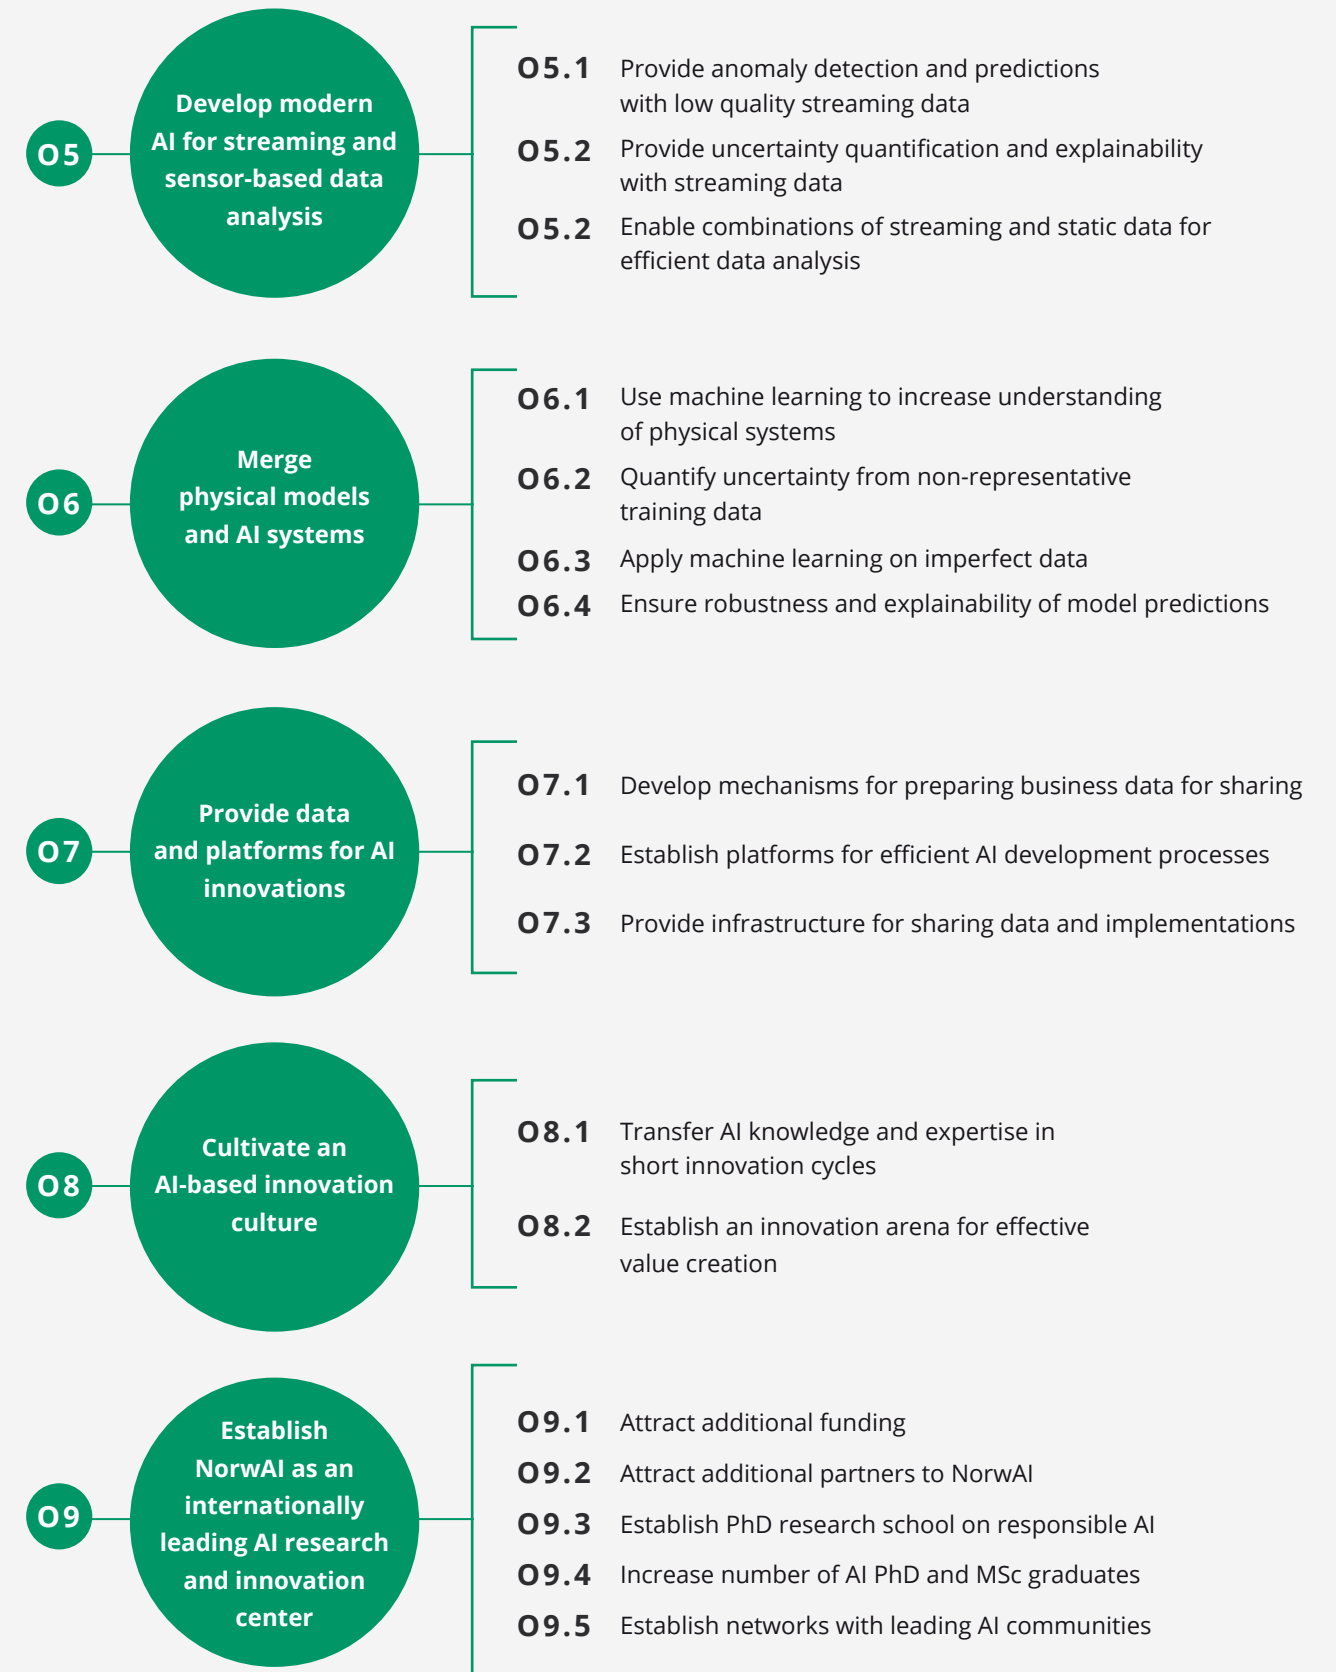 O5
Develop modern
AI for streaming and
sensor-based data
analysis
O5.1 Provide anomaly detection and predictions
with low quality streaming data
O5.2 Provide uncertainty quantification and explainability
with streaming data
O5.2 Enable combinations of streaming and static data for
efficient data analysis
O6
Merge
physical models
and AI systems
O6.1 Use machine learning to increase understanding
of physical systems
O6.2 Quantify uncertainty from non-representative
training data
O6.3 Apply machine learning on imperfect data
O6.4 Ensure robustness and explainability of model predictions
O7
Provide data
and platforms for AI
innovations
O7.1 Develop mechanisms for preparing business data for sharing
O7.2 Establish platforms for efficient AI development processes
O7.3 Provide infrastructure for sharing data and implementations
O8
Cultivate an
AI-based innovation
culture
O8.1 Transfer AI knowledge and expertise in
short innovation cycles
O8.2 Establish an innovation arena for effective
value creation
O9
Establish
NorwAI as an
internationally
leading AI research
and innovation
center
O9.1 Attract additional funding
O9.2 Attract additional partners to NorwAI
O9.3 Establish PhD research school on responsible AI
O9.4 Increase number of AI PhD and MSc graduates
O9.5 Establish networks with leading AI communities